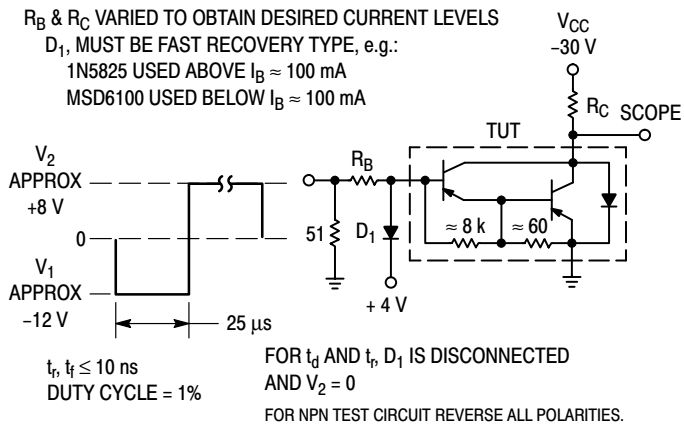 R_B & R_C VARIED TO OBTAIN DESIRED CURRENT LEVELS
D_1, MUST BE FAST RECOVERY TYPE, e.g.:
1N5825 USED ABOVE I_B ≈ 100 mA
MSD6100 USED BELOW I_B ≈ 100 mA
V_CC
−30 V
R_C
SCOPE
TUT
V_2
APPROX
+8 V
0
V_1
APPROX
−12 V
25 μs
R_B
51
D_1
+ 4 V
≈ 8 k
≈ 60
t_r, t_f ≤ 10 ns
DUTY CYCLE = 1%
FOR t_d AND t_r, D_1 IS DISCONNECTED
AND V_2 = 0
FOR NPN TEST CIRCUIT REVERSE ALL POLARITIES.